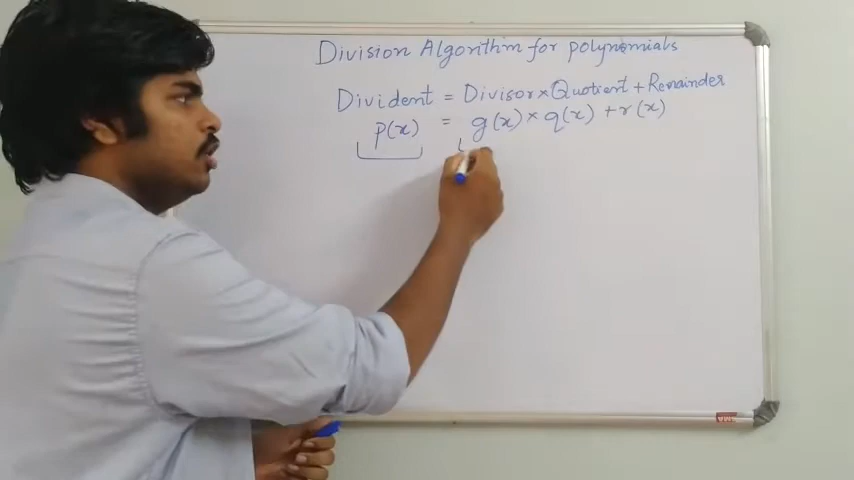 Division Algorithm for polynomials
Divident = Divisor × Quotient + Remainder
p(x) = g(x) × q(x) + r(x)